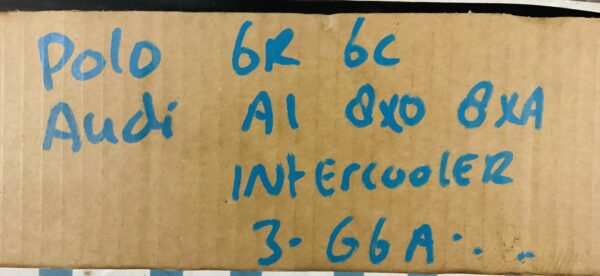 Polo 6R 6C
Audi A1 8X0 8XA
INtErcooLER
3-G6A-..